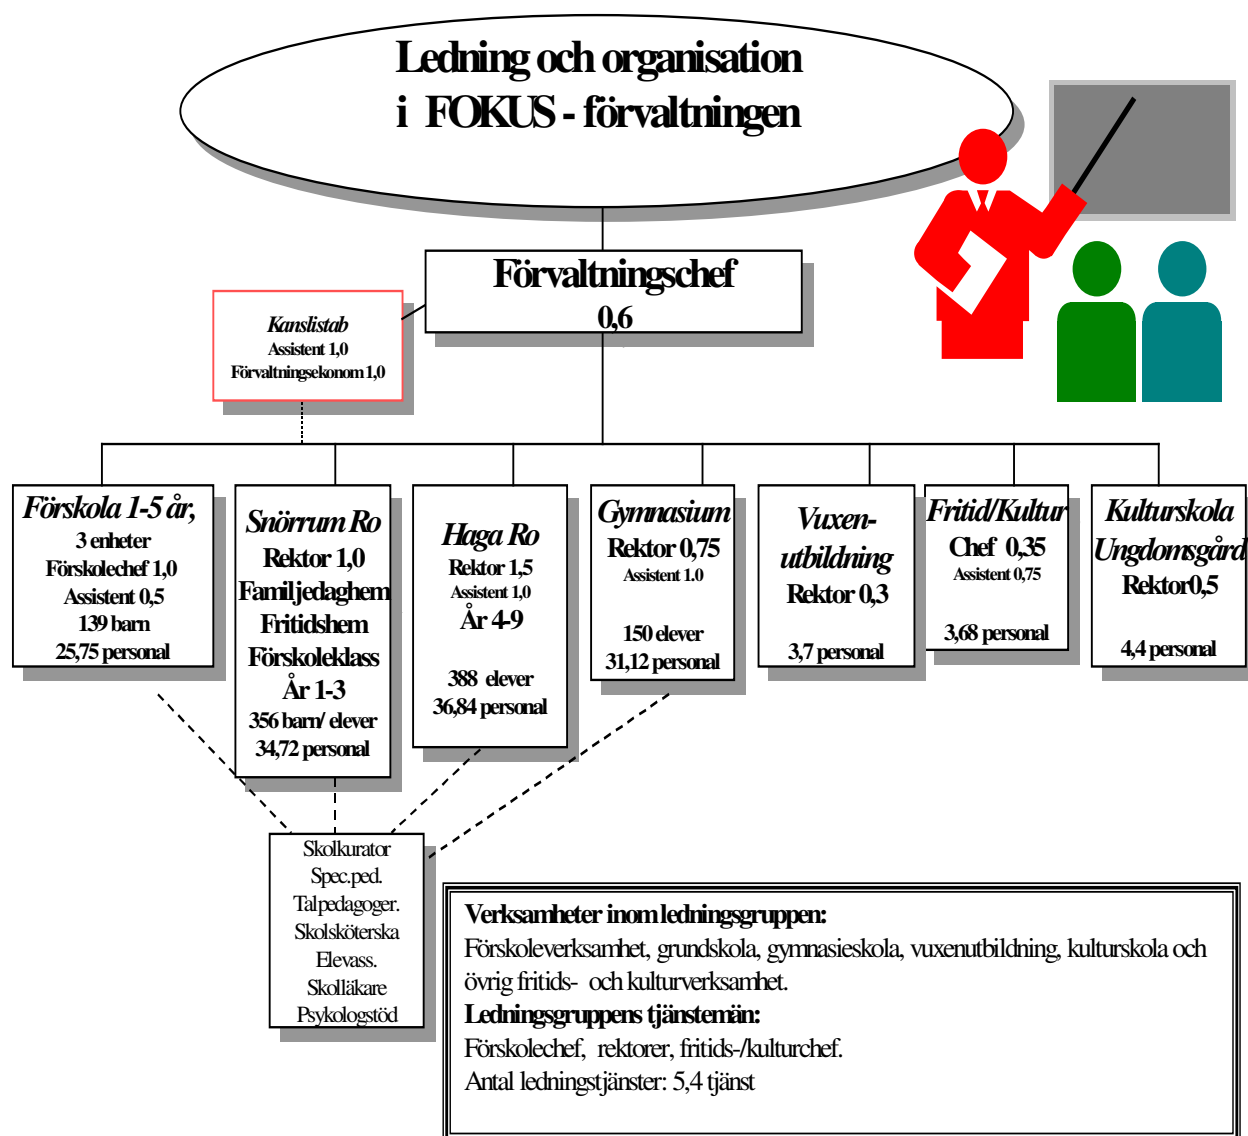 Ledning och organisation
i FOKUS - förvaltningen
Förvaltningschef
0,6
Kanslistab
Assistent 1,0
Förvaltningsekonom 1,0
Förskola 1-5 år,
3 enheter
Förskolechef 1,0
Assistent 0,5
139 barn
25,75 personal
Snörrum Ro
Rektor 1,0
Familjedaghem
Fritidshem
Förskoleklass
År 1-3
356 barn/ elever
34,72 personal
Haga Ro
Rektor 1,5
Assistent 1,0
År 4-9
388 elever
36,84 personal
Gymnasium
Rektor 0,75
Assistent 1.0
150 elever
31,12 personal
Vuxen-
utbildning
Rektor 0,3
3,7 personal
Fritid/Kultur
Chef 0,35
Assistent 0,75
3,68 personal
Kulturskola
Ungdomsgård
Rektor0,5
4,4 personal
Skolkurator
Spec.ped.
Talpedagoger.
Skolsköterska
Elevass.
Skolläkare
Psykologstöd
Verksamheter inom ledningsgruppen:
Förskoleverksamhet, grundskola, gymnasieskola, vuxenutbildning, kulturskola och
övrig fritids- och kulturverksamhet.
Ledningsgruppens tjänstemän:
Förskolechef, rektorer, fritids-/kulturchef.
Antal ledningstjänster: 5,4 tjänst